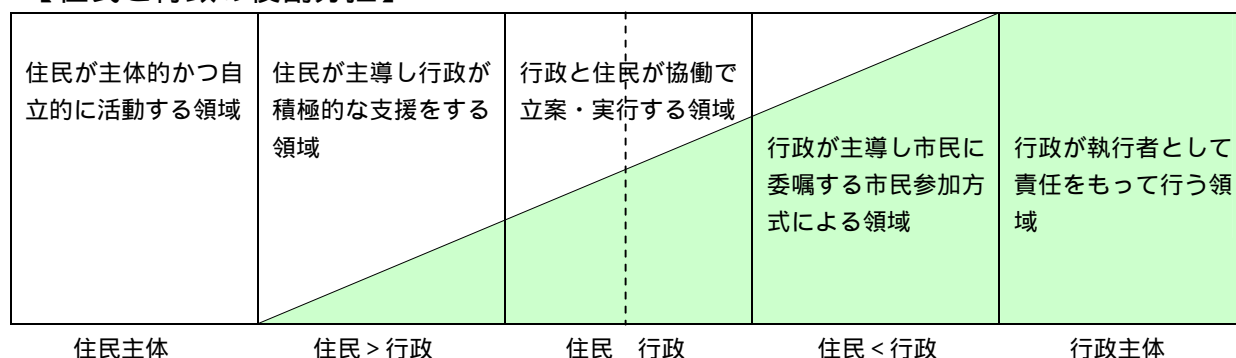 【住民と行政の役割分担】
住民が主体的かつ自
立的に活動する領域
住民が主導し行政が
積極的な支援をする
領域
行政と住民が協働で
立案・実行する領域
行政が主導し市民に
委嘱する市民参加方
式による領域
行政が執行者として
責任をもって行う領
域
住民主体
住民>行政
住民 行政
住民<行政
行政主体